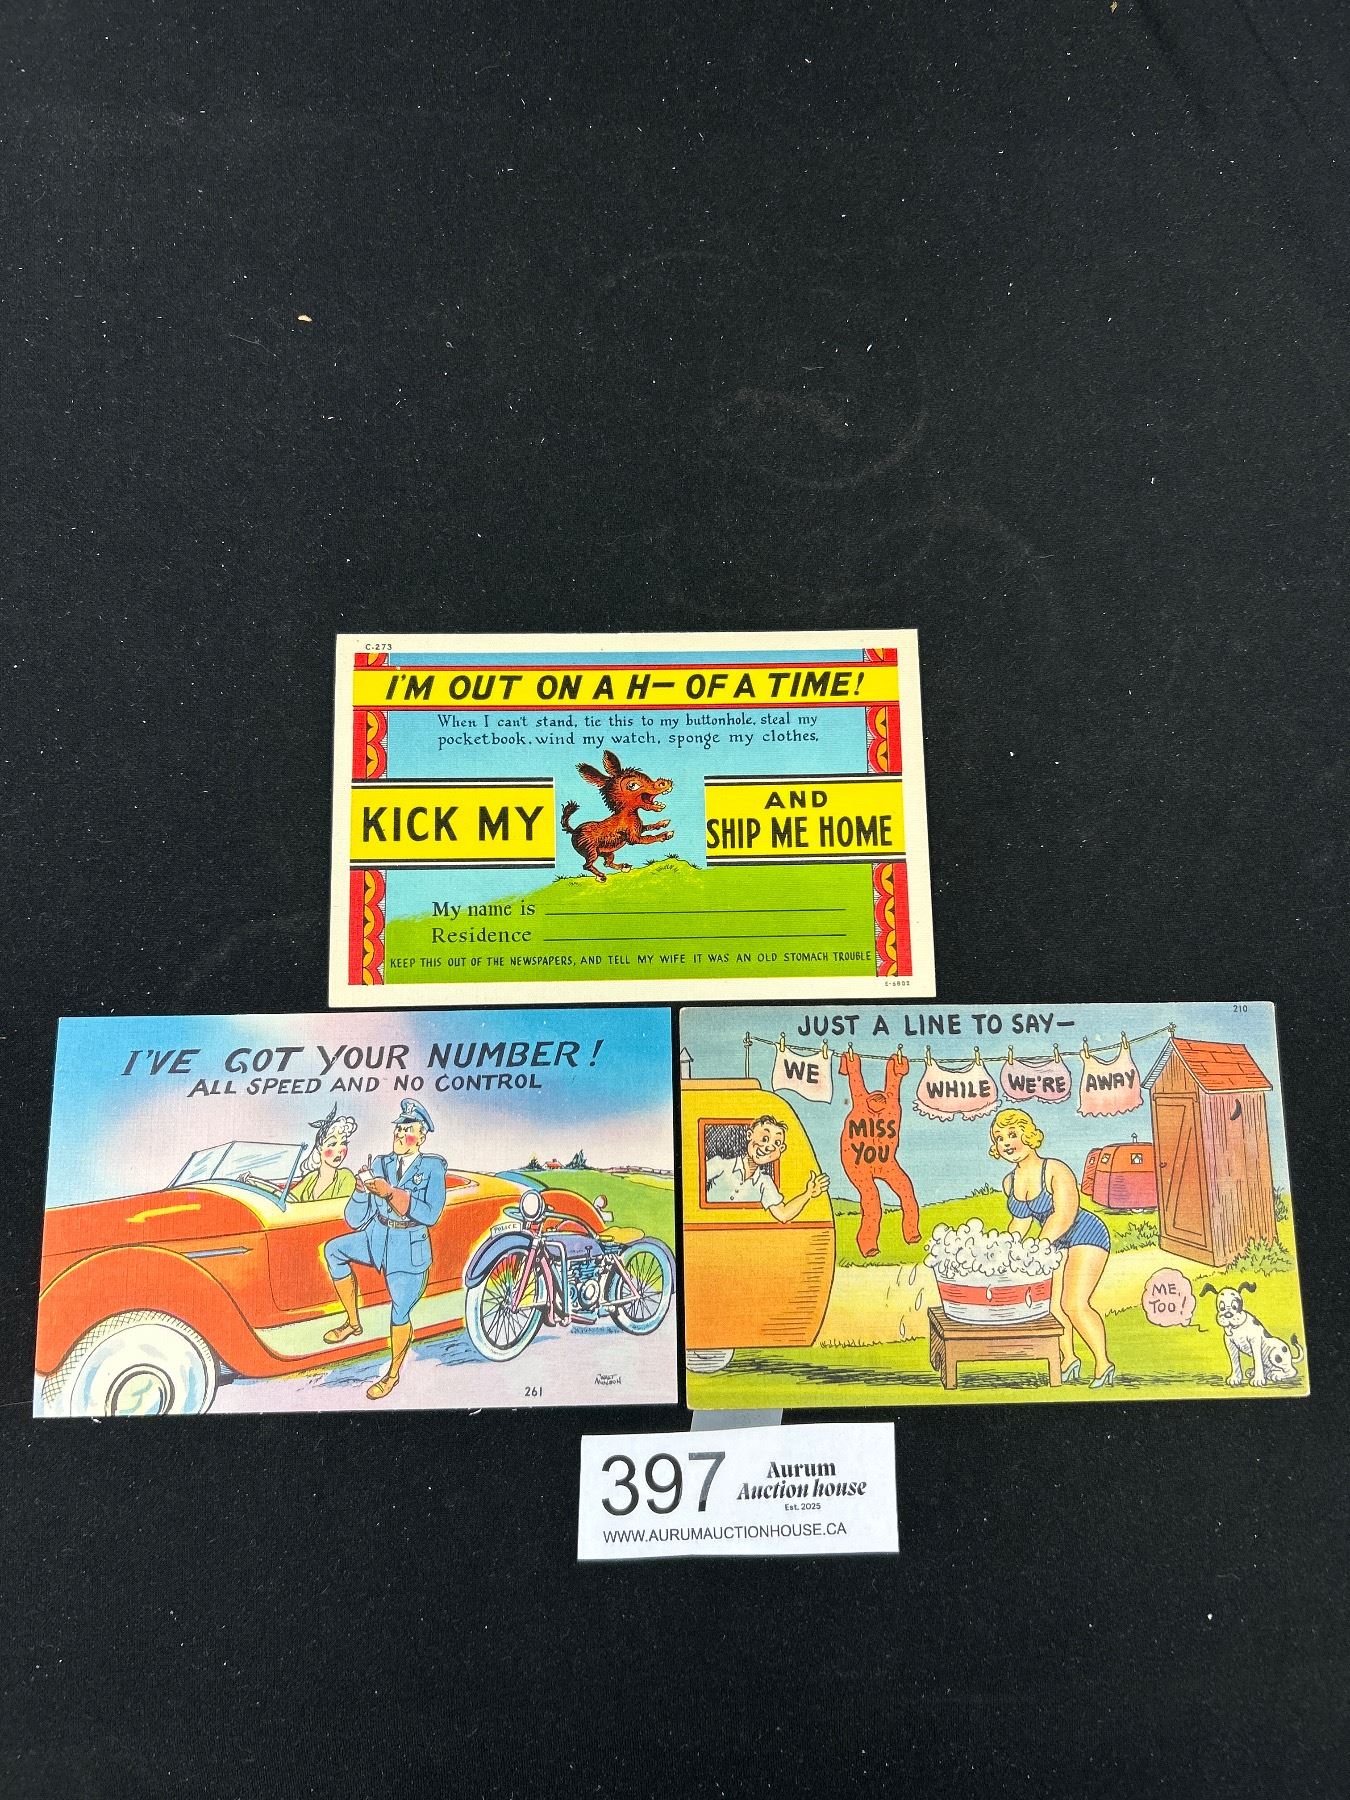 C-273
I'M OUT ON A H— OF A TIME!
When I can't stand, tie this to my buttonhole, steal my
pocketbook, wind my watch, sponge my clothes,
KICK MY
AND
SHIP ME HOME
My name is
Residence
KEEP THIS OUT OF THE NEWSPAPERS, AND TELL MY WIFE IT WAS AN OLD STOMACH TROUBLE
E-6802
I'VE GOT YOUR NUMBER!
ALL SPEED AND NO CONTROL
POLICE
261
WALT
MUNSON
210
JUST A LINE TO SAY—
WE
MISS
YOU
WHILE
WE'RE
AWAY
ME,
TOO!
397
Aurum
Auction house
Est. 2025
WWW.AURUMAUCTIONHOUSE.CA